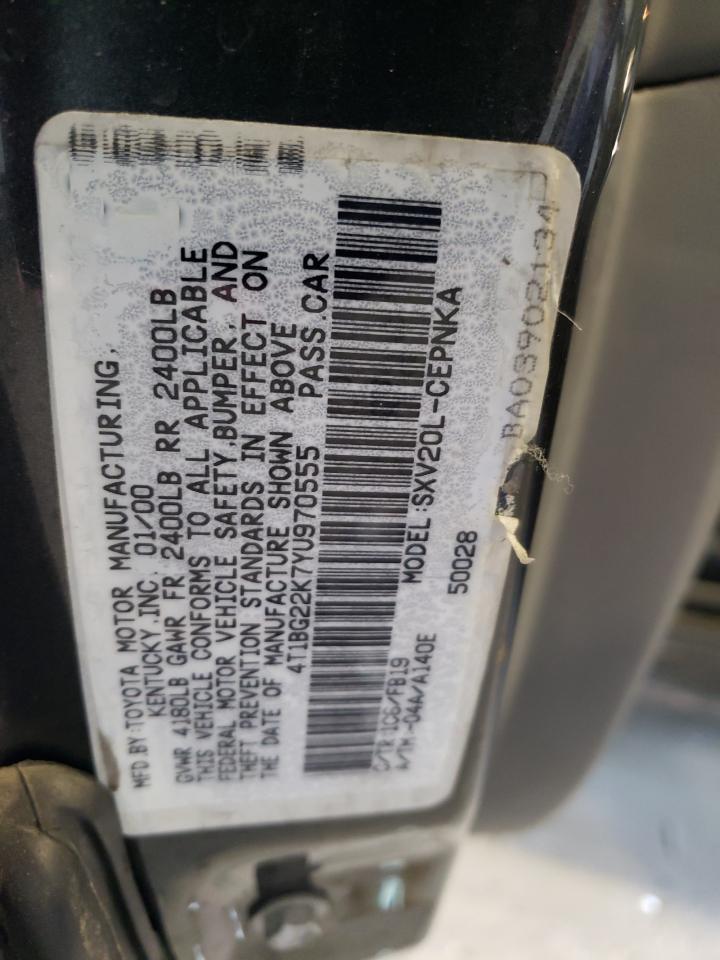 MFD.BY:TOYOTA MOTOR MANUFACTURING,
KENTUCKY,INC. 01/00
GVWR 4180LB GAWR FR 2400LB RR 2400LB
THIS VEHICLE CONFORMS TO ALL APPLICABLE
FEDERAL MOTOR VEHICLE SAFETY,BUMPER, AND
THEFT PREVENTION STANDARDS IN EFFECT ON
THE DATE OF MANUFACTURE SHOWN ABOVE
4T1BG22K7YU970555 PASS.CAR
C/TR:1C6/FB19 MODEL:SXV20L-CEPNKA
A/TM:-04A/A140E 50028
BA03902134